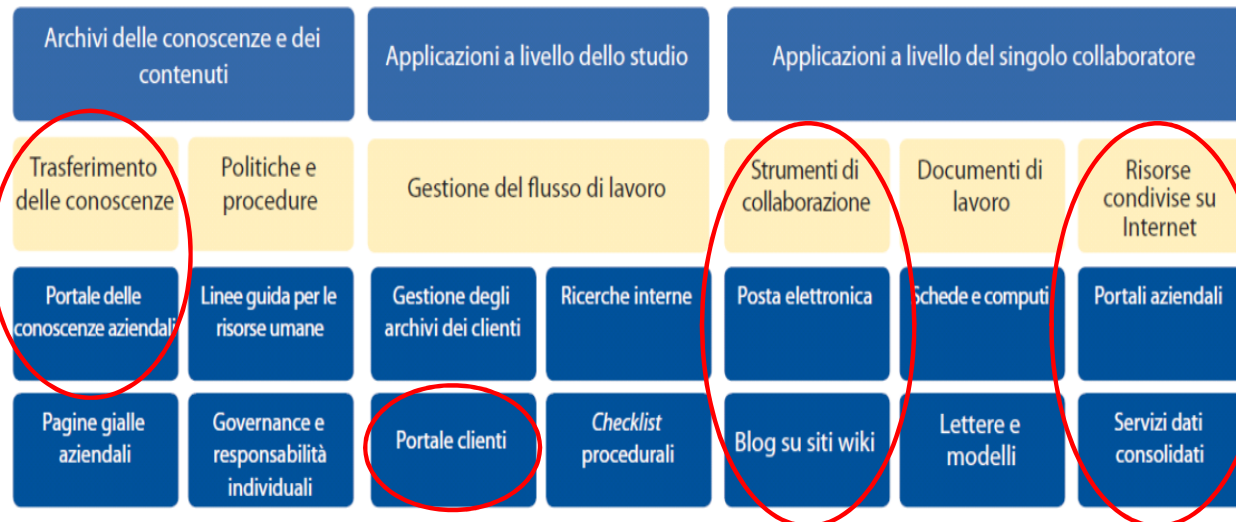 Archivi delle conoscenze e dei
contenuti
Applicazioni a livello dello studio
Applicazioni a livello del singolo collaboratore
Trasferimento
delle conoscenze
Politiche e
procedure
Gestione del flusso di lavoro
Strumenti di
collaborazione
Documenti di
lavoro
Risorse
condivise su
Internet
Portale delle
conoscenze aziendali
Linee guida per le
risorse umane
Gestione degli
archivi dei clienti
Ricerche interne
Posta elettronica
Schede e computi
Portali aziendali
Pagine gialle
aziendali
Governance e
responsabilità
individuali
Portale clienti
Checklist
procedurali
Blog su siti wiki
Lettere e
modelli
Servizi dati
consolidati